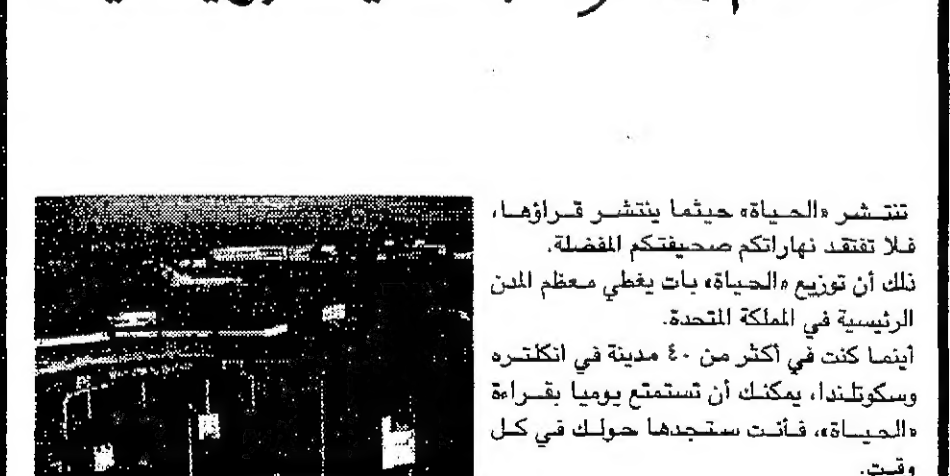 تنتشر «الحياة» حيثما ينتشر قراؤها،
فلا تفتقد نهاراتكم صحيفتكم المفضلة.
ذلك أن توزيع «الحياة» بات يغطي معظم المدن
الرئيسية في المملكة المتحدة.
أينما كنت في أكثر من ٤٠ مدينة في انكلتره
وسكوتلندا، يمكنك أن تستمتع يوميا بقراءة
«الحياة»، فأنت ستجدها حولك في كل
وقت.